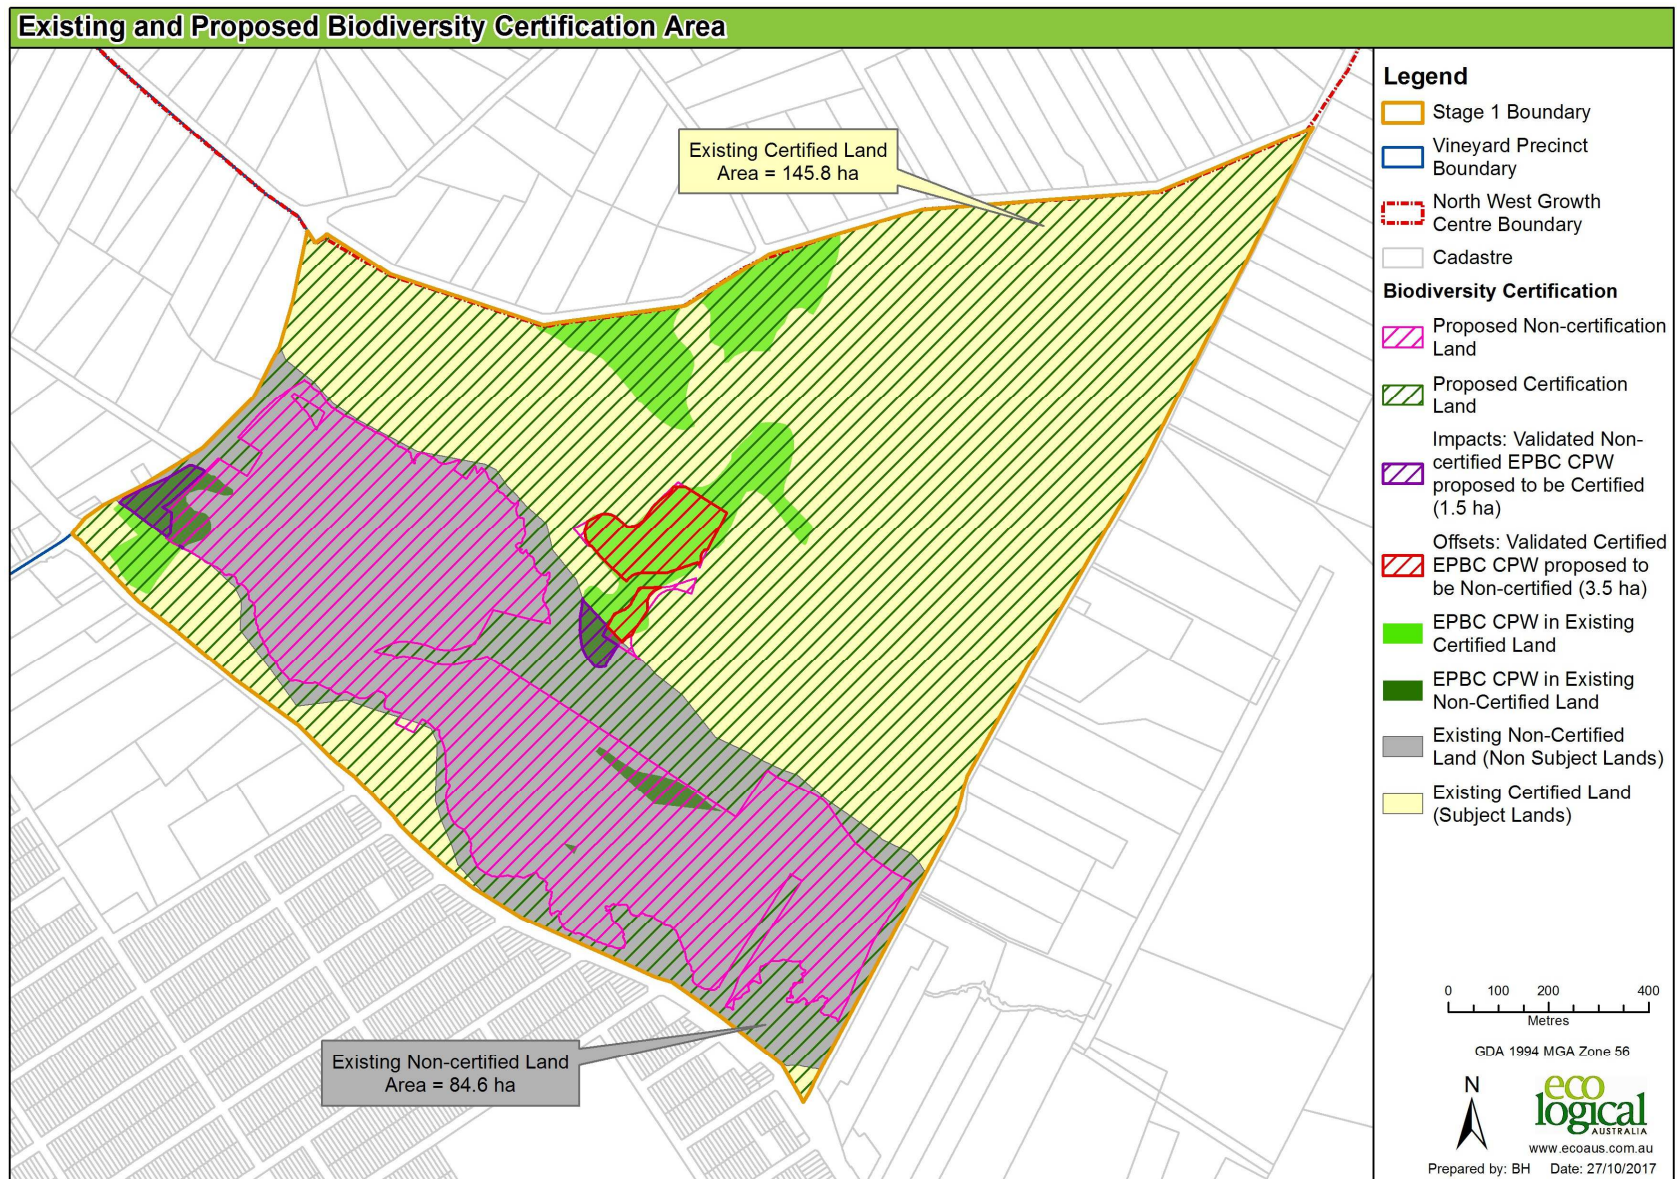 Existing and Proposed Biodiversity Certification Area
Existing Certified Land
Area = 145.8 ha
Existing Non-certified Land
Area = 84.6 ha
Legend
Stage 1 Boundary
Vineyard Precinct
Boundary
North West Growth
Centre Boundary
Cadastre
Biodiversity Certification
Proposed Non-certification
Land
Proposed Certification
Land
Impacts: Validated Non-
certified EPBC CPW
proposed to be Certified
(1.5 ha)
Offsets: Validated Certified
EPBC CPW proposed to
be Non-certified (3.5 ha)
EPBC CPW in Existing
Certified Land
EPBC CPW in Existing
Non-Certified Land
Existing Non-Certified
Land (Non Subject Lands)
Existing Certified Land
(Subject Lands)
0 100 200 400
Metres
GDA 1994 MGA Zone 56
N
eco
logical
AUSTRALIA
www.ecoaus.com.au
Prepared by: BH Date: 27/10/2017